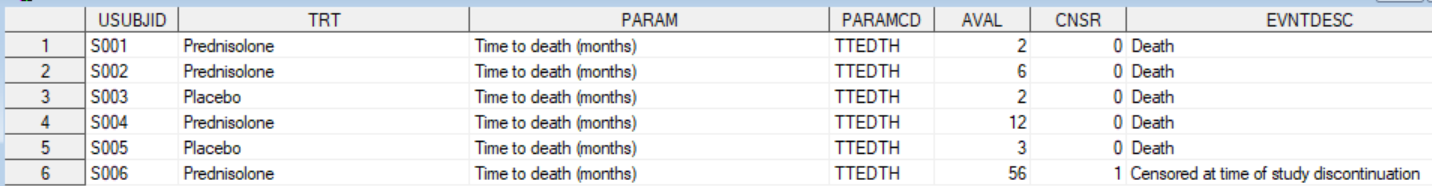 USUBJID TRT PARAM PARAMCD AVAL CNSR EVNTDESC
1 S001 Prednisolone Time to death (months) TTEDTH 2 0 Death
2 S002 Prednisolone Time to death (months) TTEDTH 6 0 Death
3 S003 Placebo Time to death (months) TTEDTH 2 0 Death
4 S004 Prednisolone Time to death (months) TTEDTH 12 0 Death
5 S005 Placebo Time to death (months) TTEDTH 3 0 Death
6 S006 Prednisolone Time to death (months) TTEDTH 56 1 Censored at time of study discontinuation